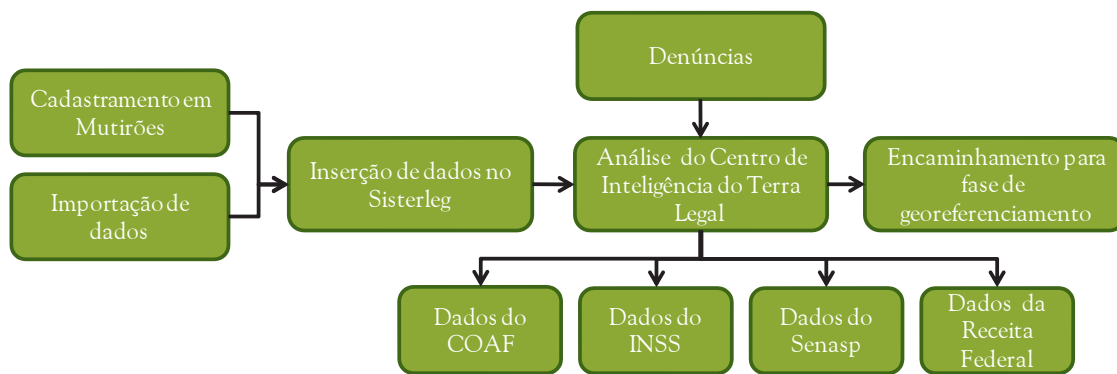 Denúncias
Cadastramento em
Mutirões
Importação de
dados
Inserção de dados no
Sisterleg
Análise do Centro de
Inteligência do Terra
Legal
Encaminhamento para
fase de
georeferenciamento
Dados do
COAF
Dados do
INSS
Dados do
Senasp
Dados da
Receita
Federal